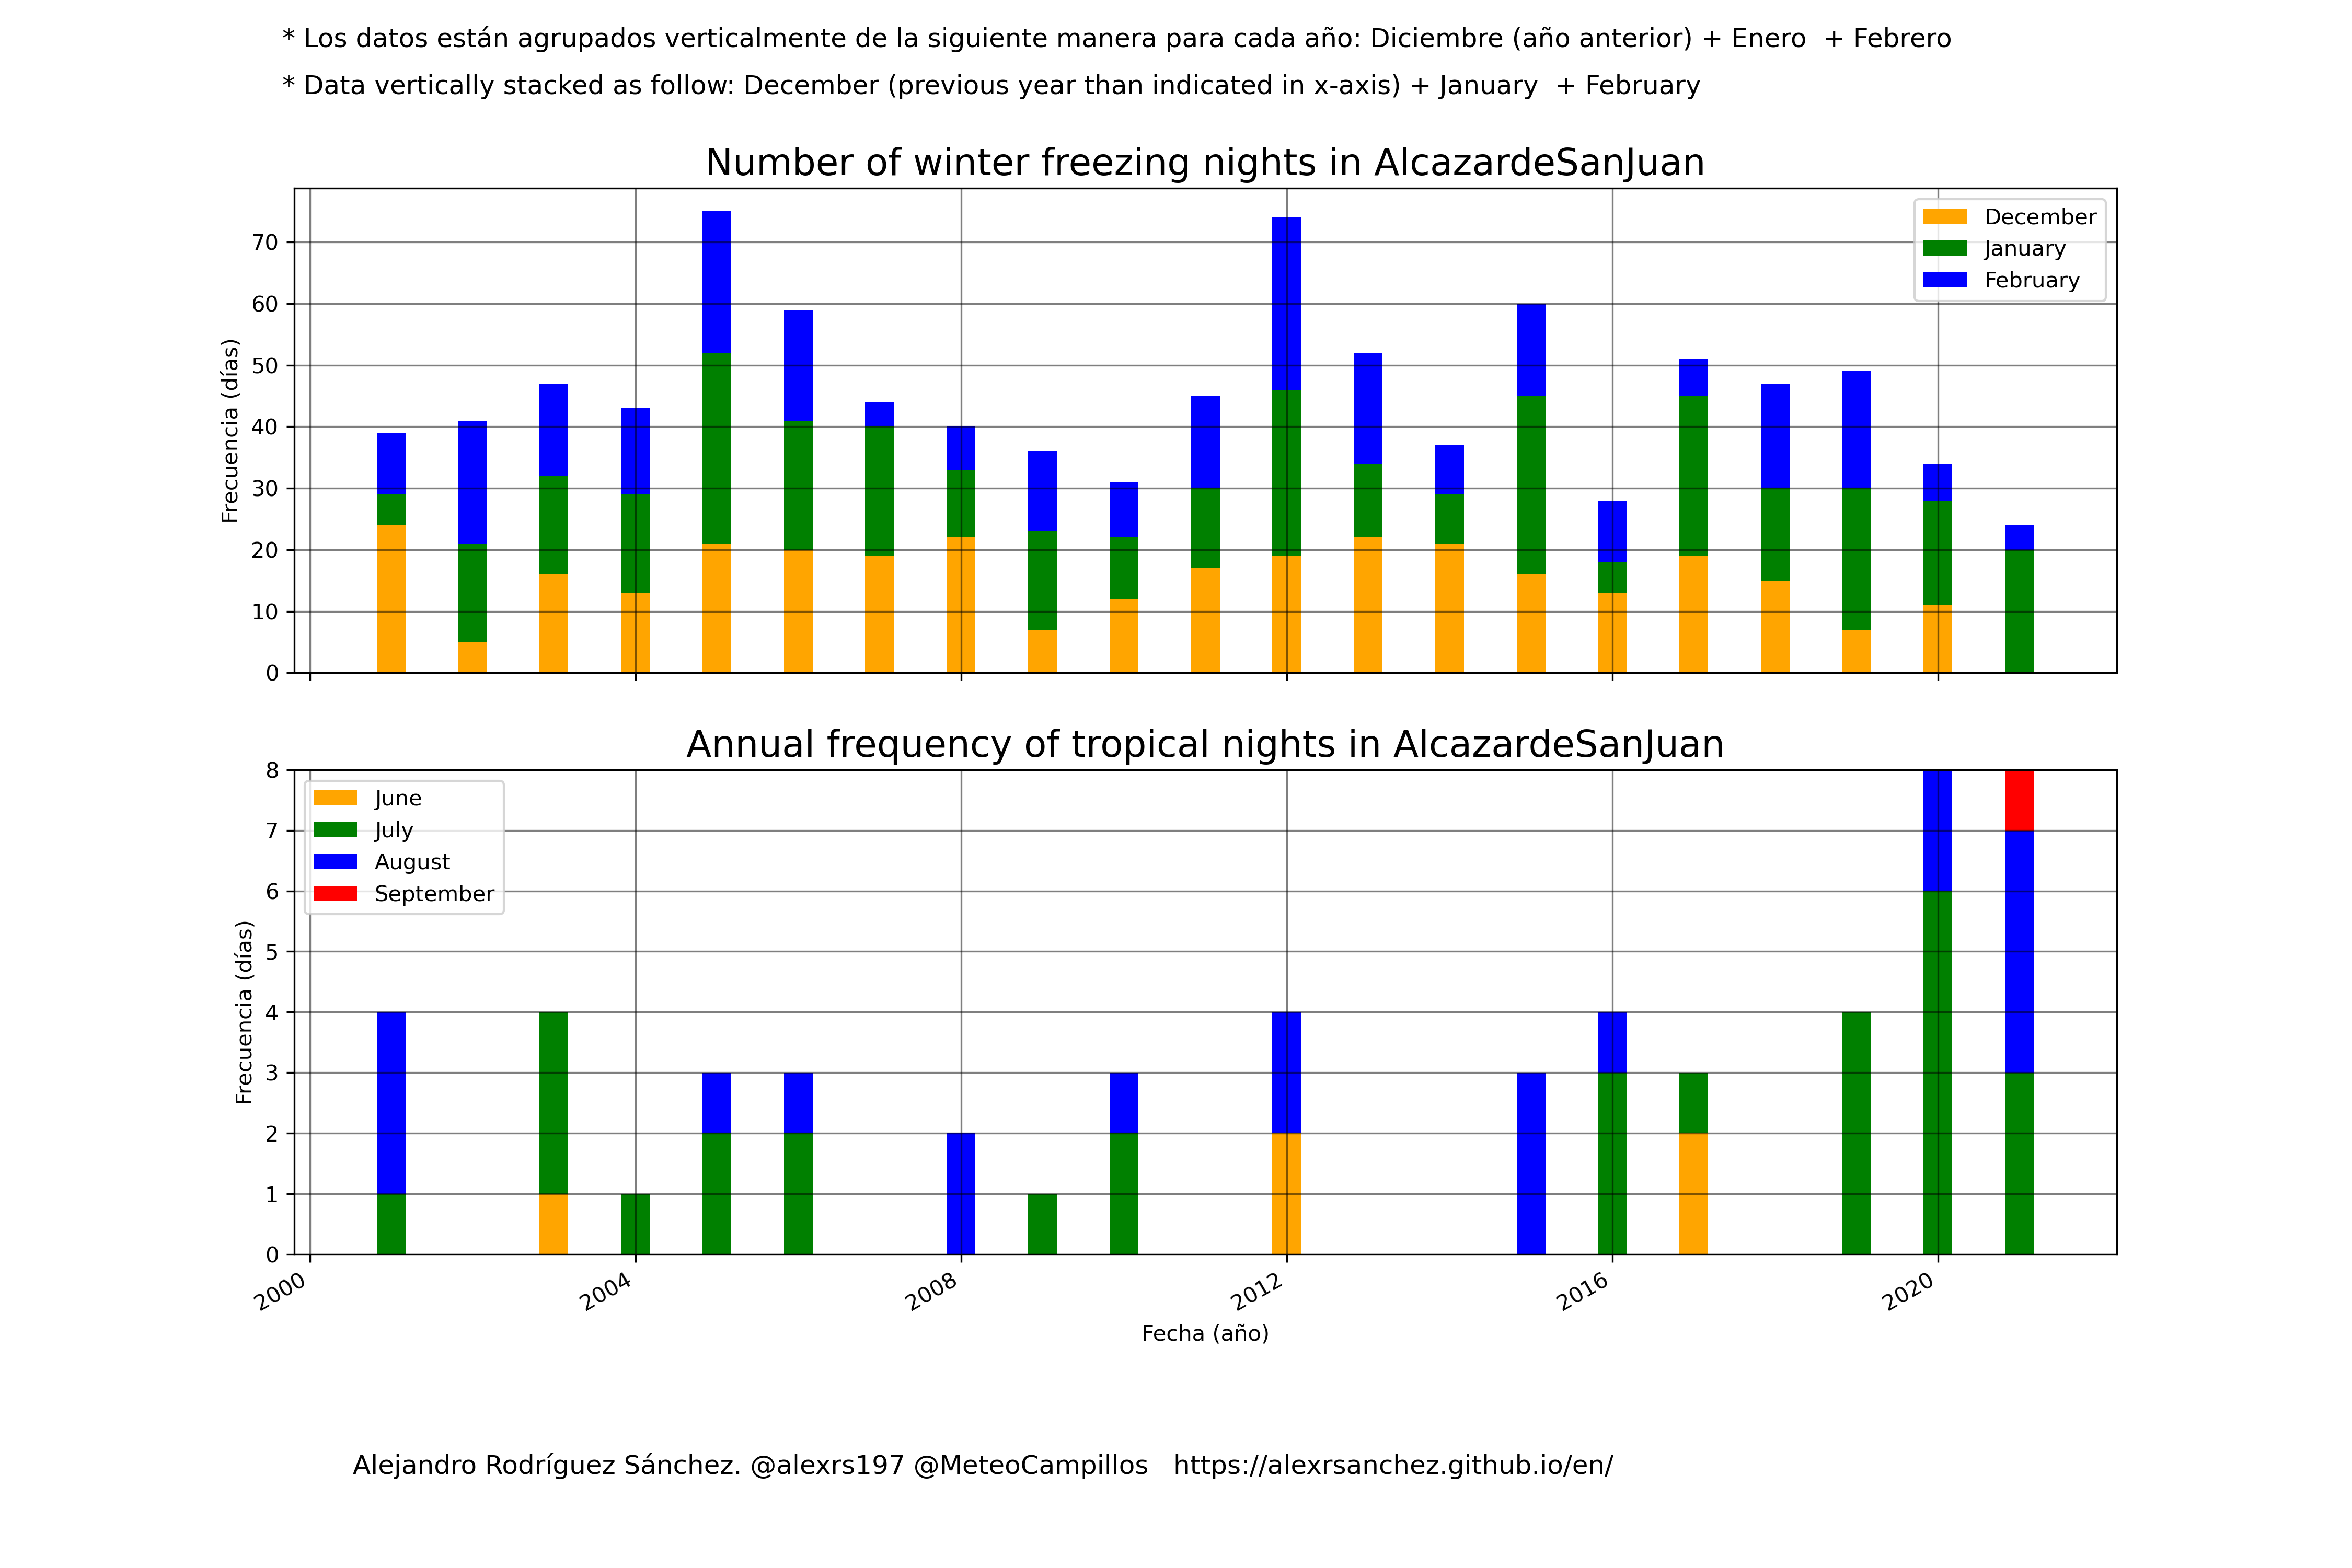 * Los datos están agrupados verticalmente de la siguiente manera para cada año: Diciembre (año anterior) + Enero  + Febrero
* Data vertically stacked as follow: December (previous year than indicated in x-axis) + January  + February
Number of winter freezing nights in AlcazardeSanJuan
December
January
February
Frecuencia (días)
70
60
50
40
30
20
10
0
Annual frequency of tropical nights in AlcazardeSanJuan
June
July
August
September
Frecuencia (días)
8
7
6
5
4
3
2
1
0
2000 2004 2008 2012 2016 2020
Fecha (año)
Alejandro Rodríguez Sánchez. @alexrs197 @MeteoCampillos   https://alexrsanchez.github.io/en/